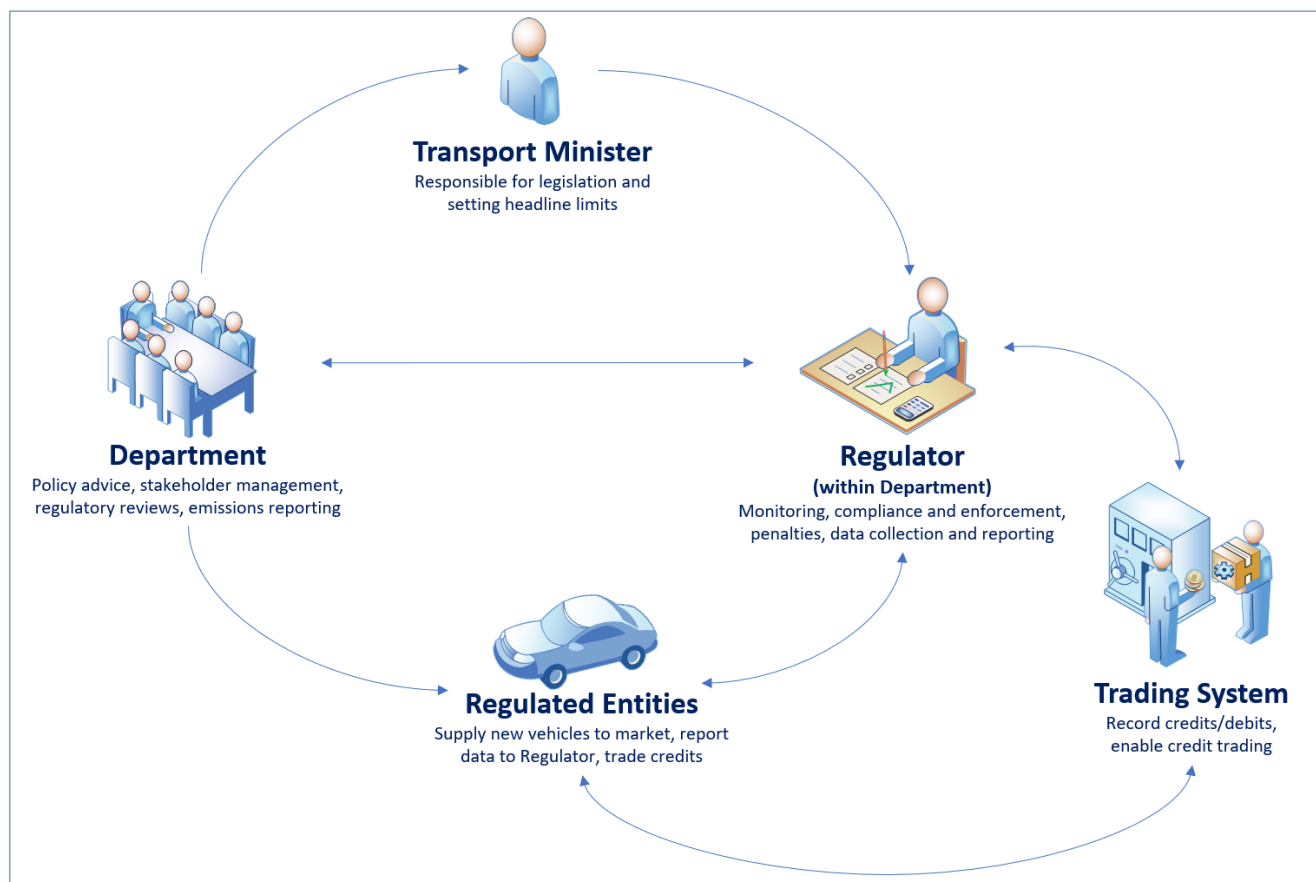 Transport Minister
Responsible for legislation and
setting headline limits
Department
Policy advice, stakeholder management,
regulatory reviews, emissions reporting
Regulator
(within Department)
Monitoring, compliance and enforcement,
penalties, data collection and reporting
Regulated Entities
Supply new vehicles to market, report
data to Regulator, trade credits
Trading System
Record credits/debits,
enable credit trading